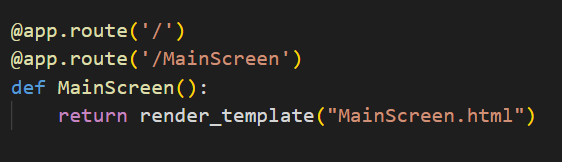 @app.route('/')
@app.route('/MainScreen')
def MainScreen():
    return render_template("MainScreen.html")